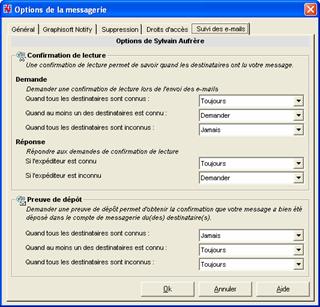 Options de la messagerie
Général
Graphisoft Notify
Suppression
Droits d'accès
Suivi des e-mails
Options de Sylvain Aufrère
Confirmation de lecture
Une confirmation de lecture permet de savoir quand les destinataires ont lu votre message.
Demande
Demander une confirmation de lecture lors de l'envoi des e-mails
Quand tous les destinataires sont connus : Toujours
Quand au moins un des destinataires est connu : Demander
Quand tous les destinataires sont inconnus : Jamais
Réponse
Répondre aux demandes de confirmation de lecture
Si l'expéditeur est connu Toujours
Si l'expéditeur est inconnu Demander
Preuve de dépôt
Demander une preuve de dépôt permet d'obtenir la confirmation que votre message a bien été
déposé dans le compte de messagerie du(des) destinataire(s).
Quand tous les destinataires sont connus : Jamais
Quand au moins un des destinataires est connu : Toujours
Quand tous les destinataires sont inconnus : Toujours
Ok
Annuler
Aide